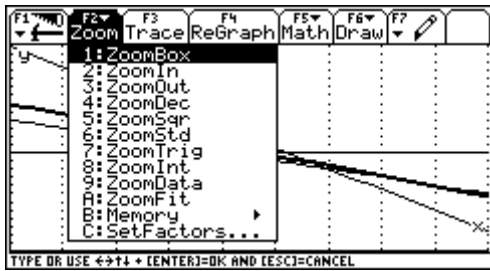 F1 F2 F3 F4 F5 F6 F7
Zoom Trace ReGraph Math Draw
y
1:ZoomBox
2:ZoomIn
3:ZoomOut
4:ZoomDec
5:ZoomSqr
6:ZoomStd
7:ZoomTrig
8:ZoomInt
9:ZoomData
A:ZoomFit
B:Memory
C:SetFactors...
x
TYPE OR USE ←→↑↓ + [ENTER]=OK AND [ESC]=CANCEL